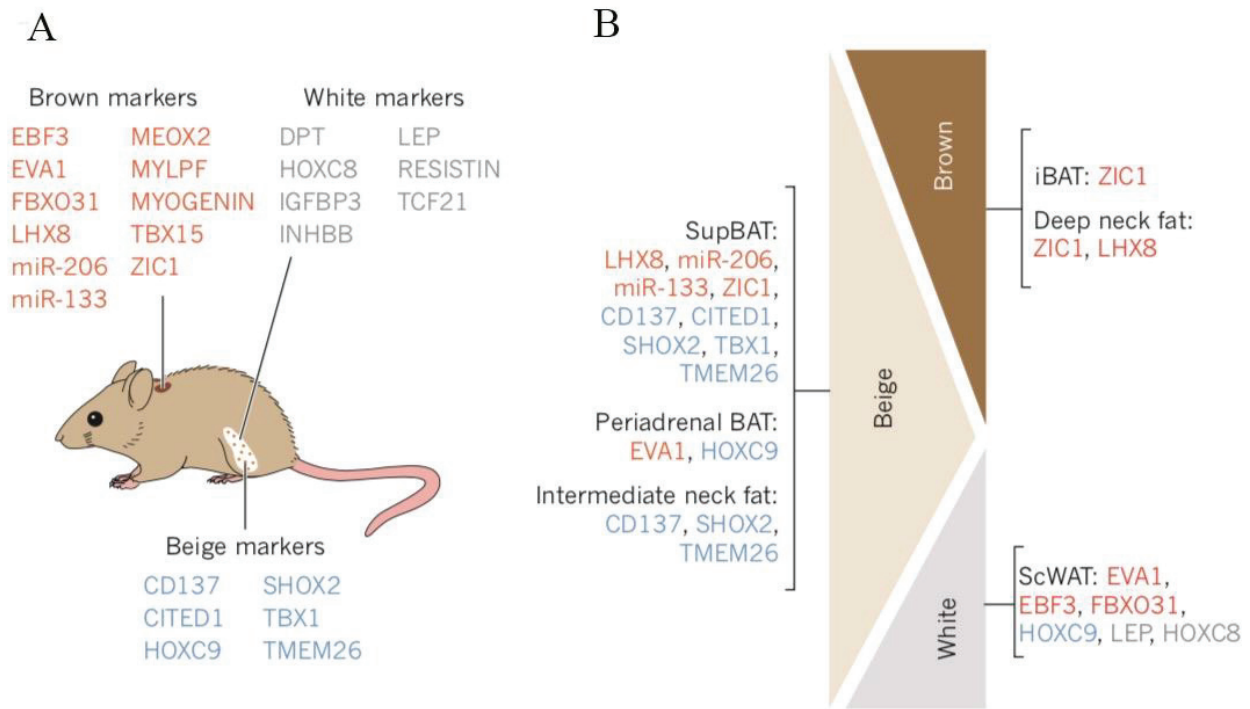 A
Brown markers
EBF3 MEOX2
EVA1 MYLPF
FBXO31 MYOGENIN
LHX8 TBX15
miR-206 ZIC1
miR-133
White markers
DPT LEP
HOXC8 RESISTIN
IGFBP3 TCF21
INHBB
Beige markers
CD137 SHOX2
CITED1 TBX1
HOXC9 TMEM26
B
SupBAT:
LHX8, miR-206,
miR-133, ZIC1,
CD137, CITED1,
SHOX2, TBX1,
TMEM26
Periadrenal BAT:
EVA1, HOXC9
Intermediate neck fat:
CD137, SHOX2,
TMEM26
Beige
Brown
White
iBAT: ZIC1
Deep neck fat:
ZIC1, LHX8
ScWAT: EVA1,
EBF3, FBXO31,
HOXC9, LEP, HOXC8